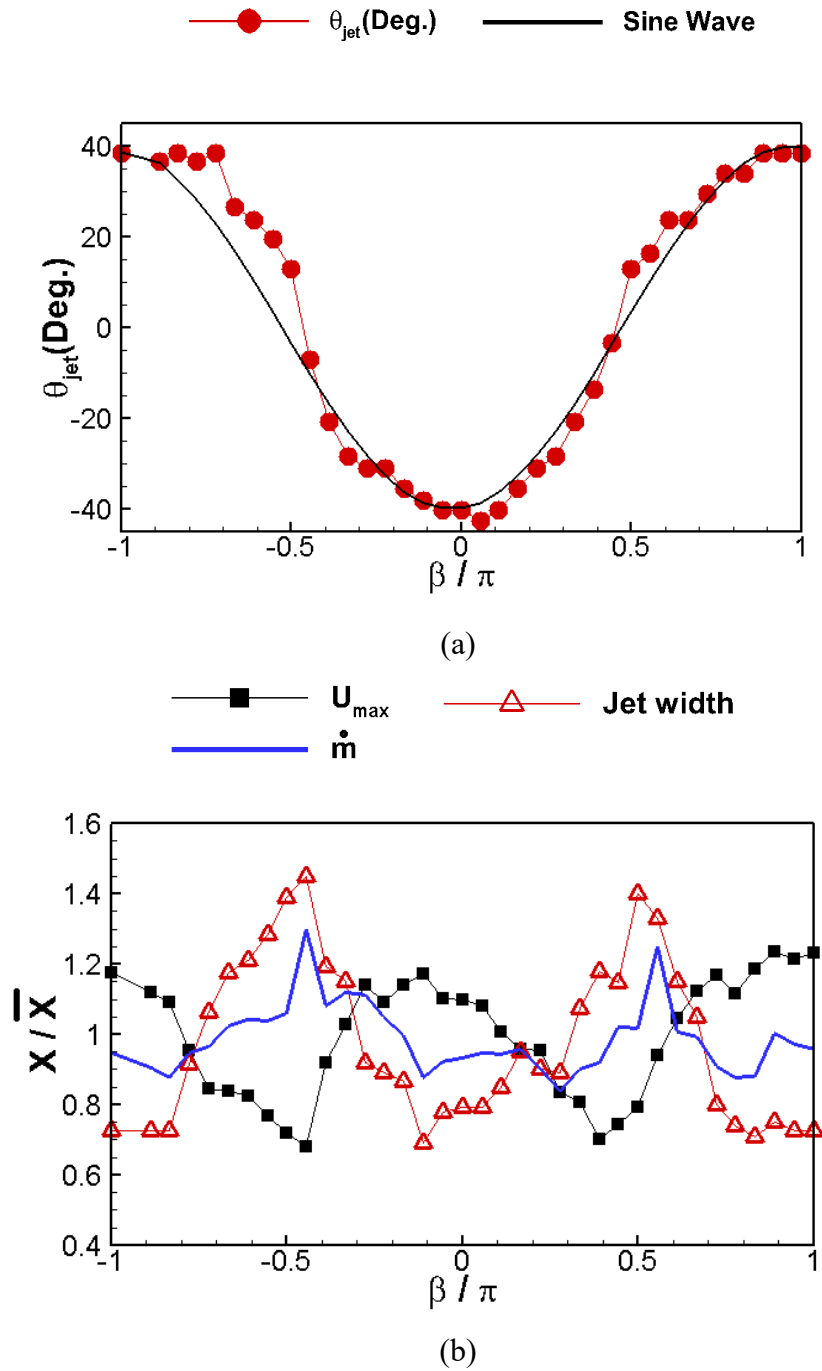 θjet(Deg.) Sine Wave
40
20
0
-20
-40
θjet(Deg.)
-1 -0.5 0 0.5 1
β / π
(a)
Umax Jet width
ṁ
1.6
1.4
1.2
1
0.8
0.6
0.4
X / X̅
-1 -0.5 0 0.5 1
β / π
(b)